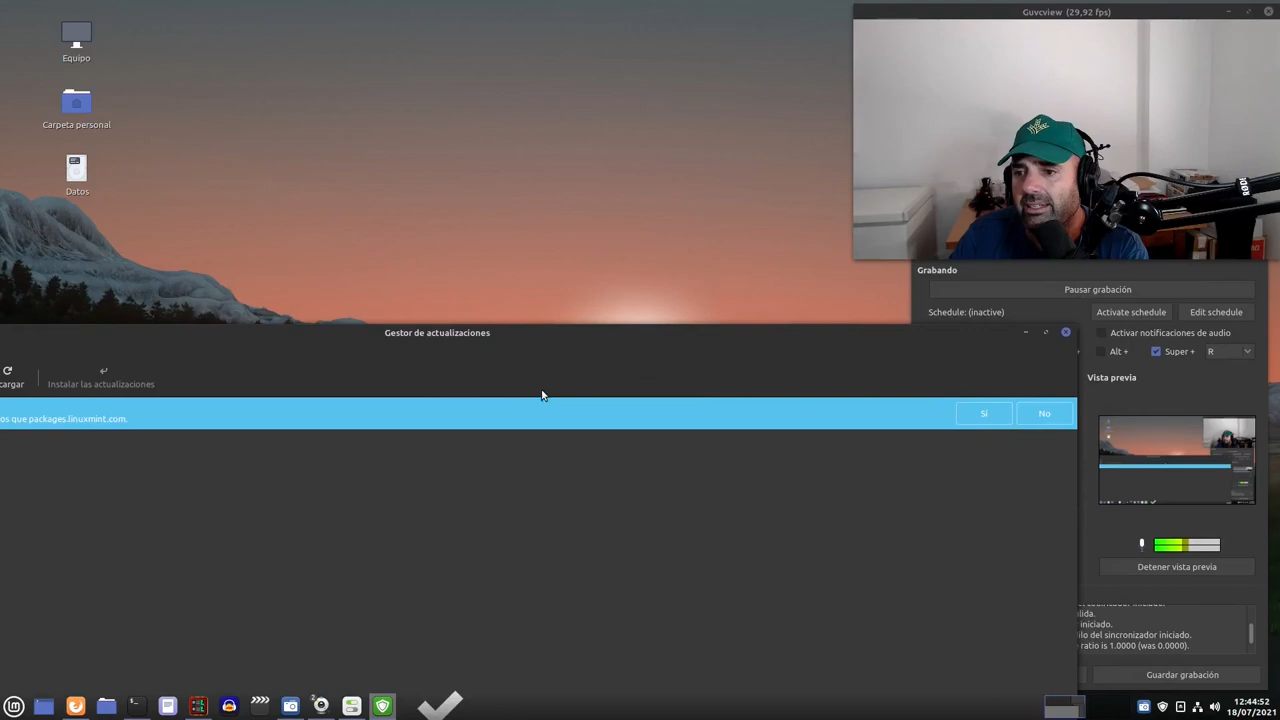 Guvcview (29,92 fps)
Equipo
Carpeta personal
Datos
RØDE
Grabando
Pausar grabación
Schedule: (inactive)
Activate schedule
Edit schedule
Activar notificaciones de audio
Alt +
Super +
R
Gestor de actualizaciones
Vista previa
cargar
Instalar las actualizaciones
os que packages.linuxmint.com.
Sí
No
Detener vista previa
lida.
iniciado.
ilo del sincronizador iniciado.
ratio is 1.0000 (was 0.0000).
Guardar grabación
12:44:52
18/07/2021